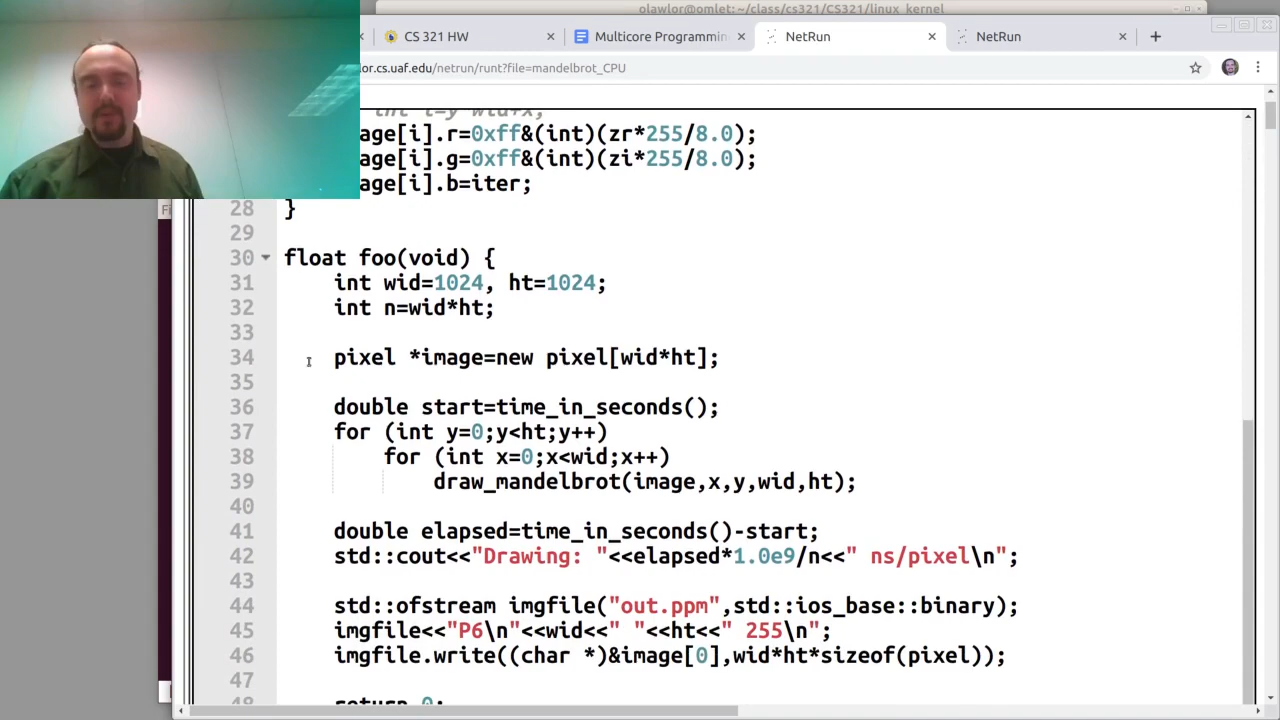 olawlor@omlet: ~/class/cs321/CS321/linux_kernel
CS 321 HW
Multicore Programmin
NetRun
NetRun
lor.cs.uaf.edu/netrun/runt?file=mandelbrot_CPU
age[i].r=0xff&(int)(zr*255/8.0);
age[i].g=0xff&(int)(zi*255/8.0);
age[i].b=iter;
28 }
29
30 float foo(void) {
31 int wid=1024, ht=1024;
32 int n=wid*ht;
33
34 pixel *image=new pixel[wid*ht];
35
36 double start=time_in_seconds();
37 for (int y=0;y<ht;y++)
38 for (int x=0;x<wid;x++)
39 draw_mandelbrot(image,x,y,wid,ht);
40
41 double elapsed=time_in_seconds()-start;
42 std::cout<<"Drawing: "<<elapsed*1.0e9/n<<" ns/pixel\n";
43
44 std::ofstream imgfile("out.ppm",std::ios_base::binary);
45 imgfile<<"P6\n"<<wid<<" "<<ht<<" 255\n";
46 imgfile.write((char *)&image[0],wid*ht*sizeof(pixel));
47
48 return 0;